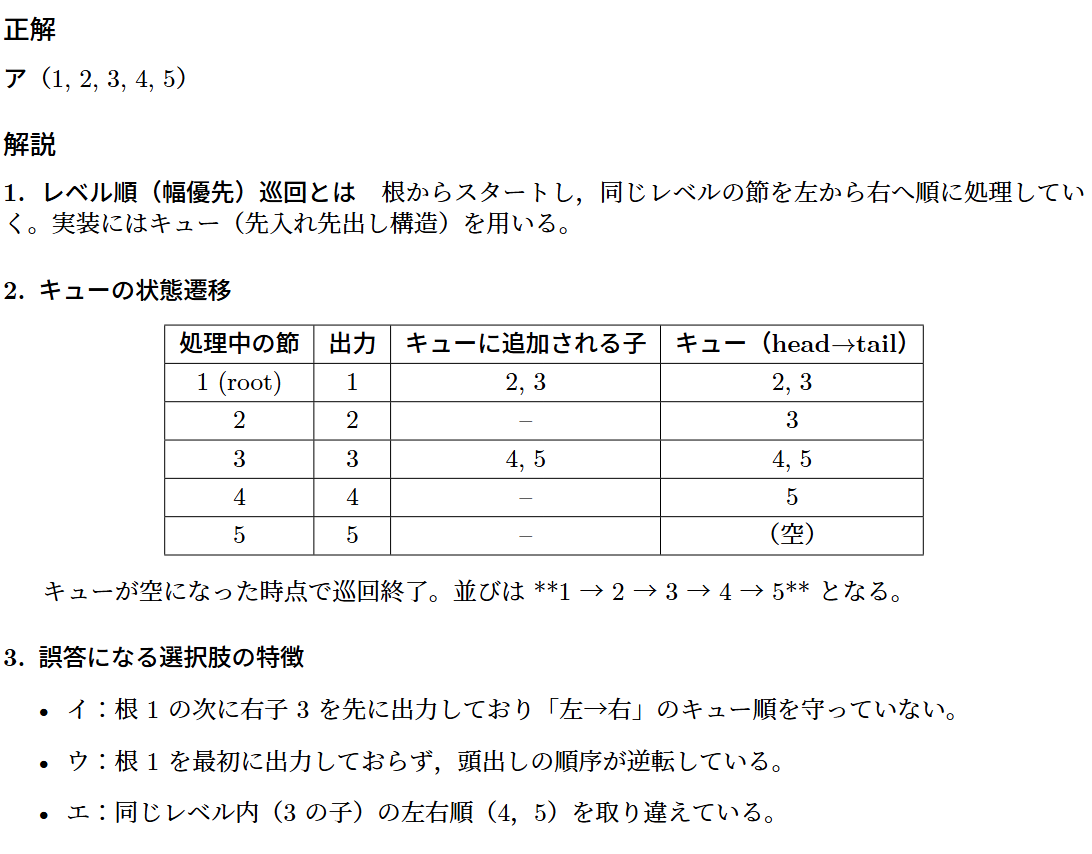 正解
ア（1, 2, 3, 4, 5）
解説
1. レベル順（幅優先）巡回とは　根からスタートし，同じレベルの節を左から右へ順に処理してい
く。実装にはキュー（先入れ先出し構造）を用いる。
2. キューの状態遷移
処理中の節 出力 キューに追加される子 キュー（head→tail）
1 (root) 1 2, 3 2, 3
2 2 – 3
3 3 4, 5 4, 5
4 4 – 5
5 5 – （空）
キューが空になった時点で巡回終了。並びは **1 → 2 → 3 → 4 → 5** となる。
3. 誤答になる選択肢の特徴
• イ：根 1 の次に右子 3 を先に出力しており「左→右」のキュー順を守っていない。
• ウ：根 1 を最初に出力しておらず，頭出しの順序が逆転している。
• エ：同じレベル内（3 の子）の左右順（4，5）を取り違えている。